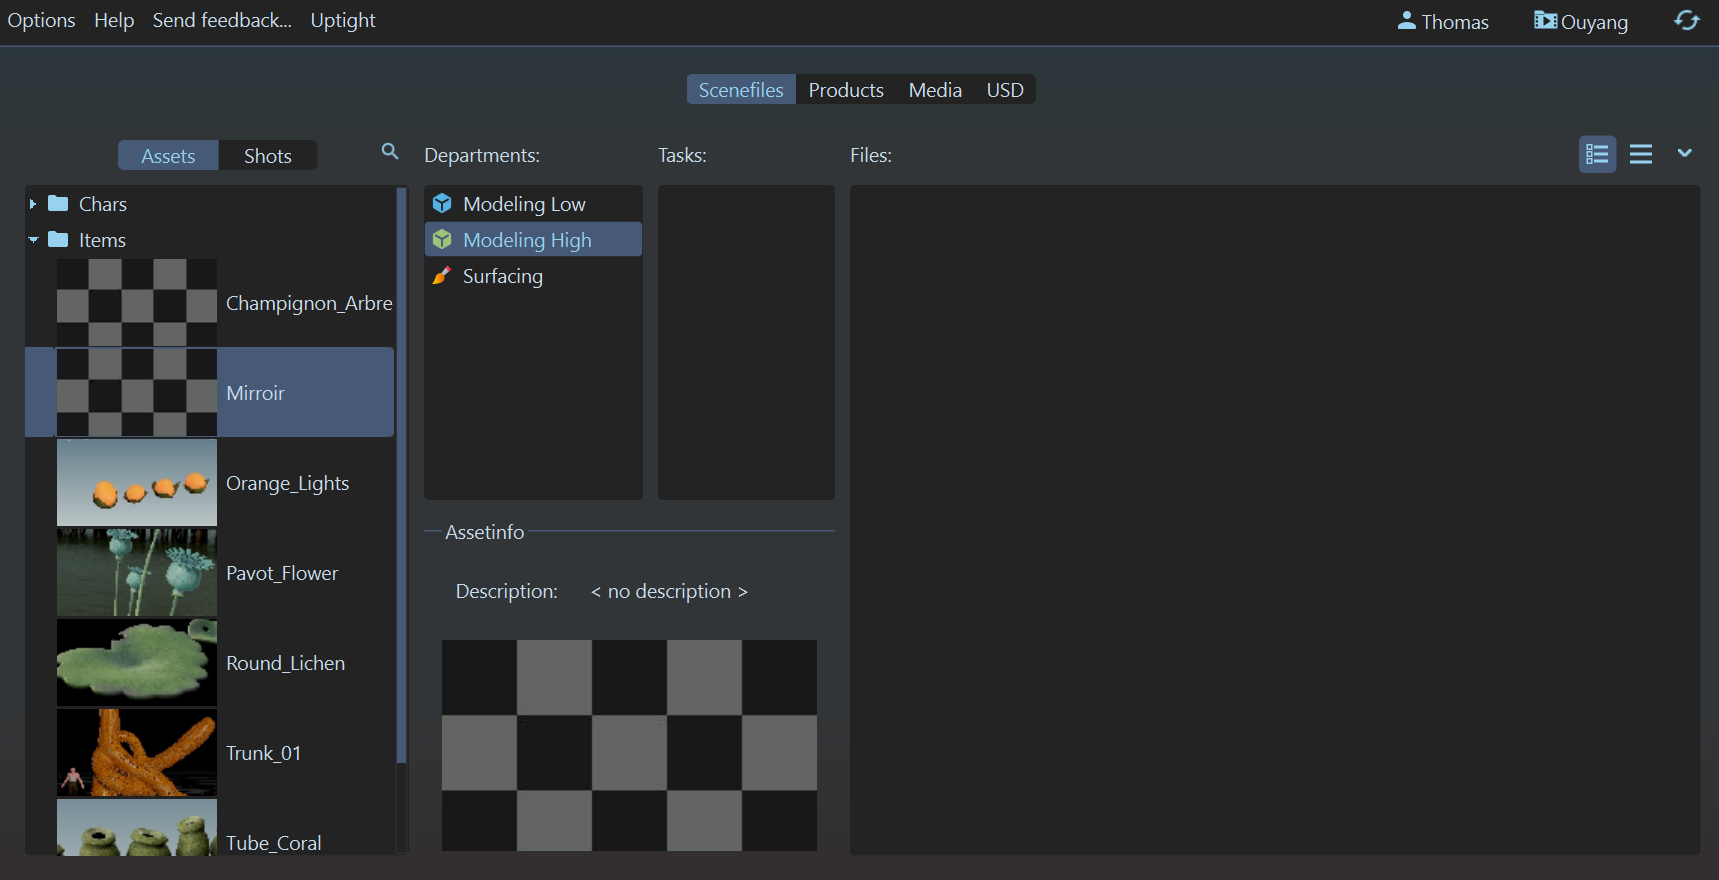 Options Help Send feedback... Uptight Thomas Ouyang
Scenefiles Products Media USD
Assets Shots Departments: Tasks: Files:
Chars
Items
Champignon_Arbre
Mirroir
Orange_Lights
Pavot_Flower
Round_Lichen
Trunk_01
Tube_Coral
Modeling Low
Modeling High
Surfacing
Assetinfo
Description: < no description >